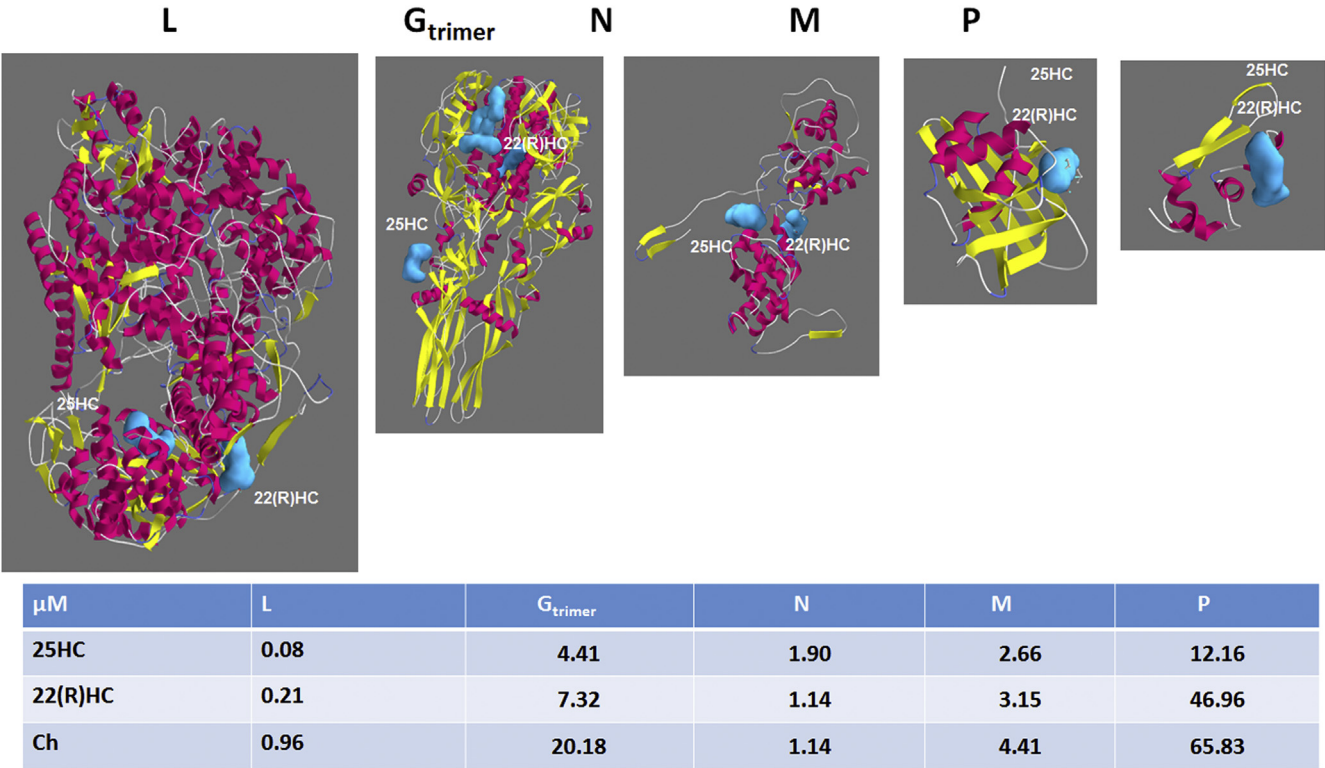 L G trimer N M P
25HC
22(R)HC
22(R)HC
25HC
25HC
22(R)HC
25HC
22(R)HC
25HC
22(R)HC
µM L G trimer N M P
25HC 0.08 4.41 1.90 2.66 12.16
22(R)HC 0.21 7.32 1.14 3.15 46.96
Ch 0.96 20.18 1.14 4.41 65.83